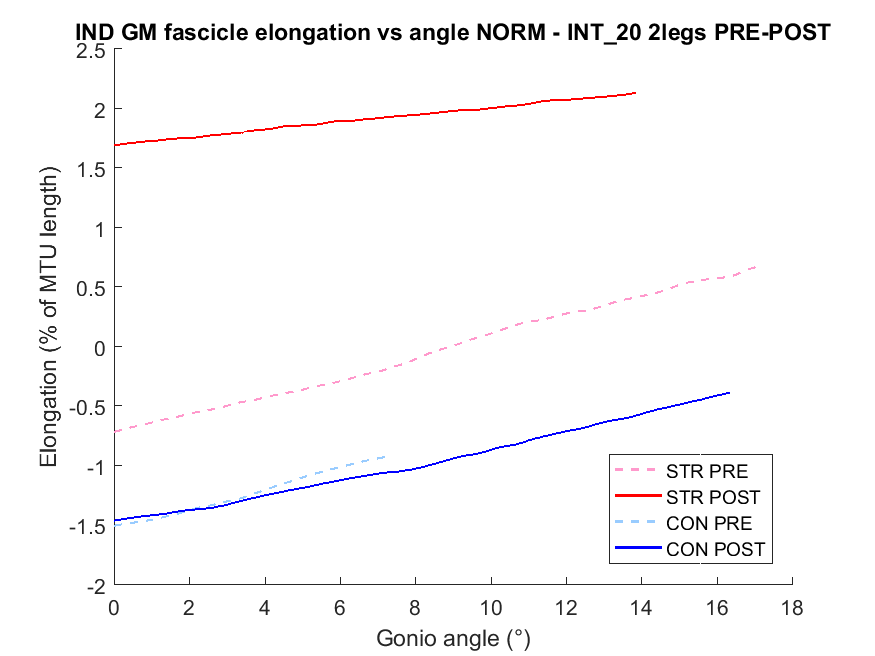 IND GM fascicle elongation vs angle NORM - INT_20 2legs PRE-POST
Elongation (% of MTU length)
2.5
2
1.5
1
0.5
0
-0.5
-1
-1.5
-2
0 2 4 6 8 10 12 14 16 18
Gonio angle (°)
STR PRE
STR POST
CON PRE
CON POST